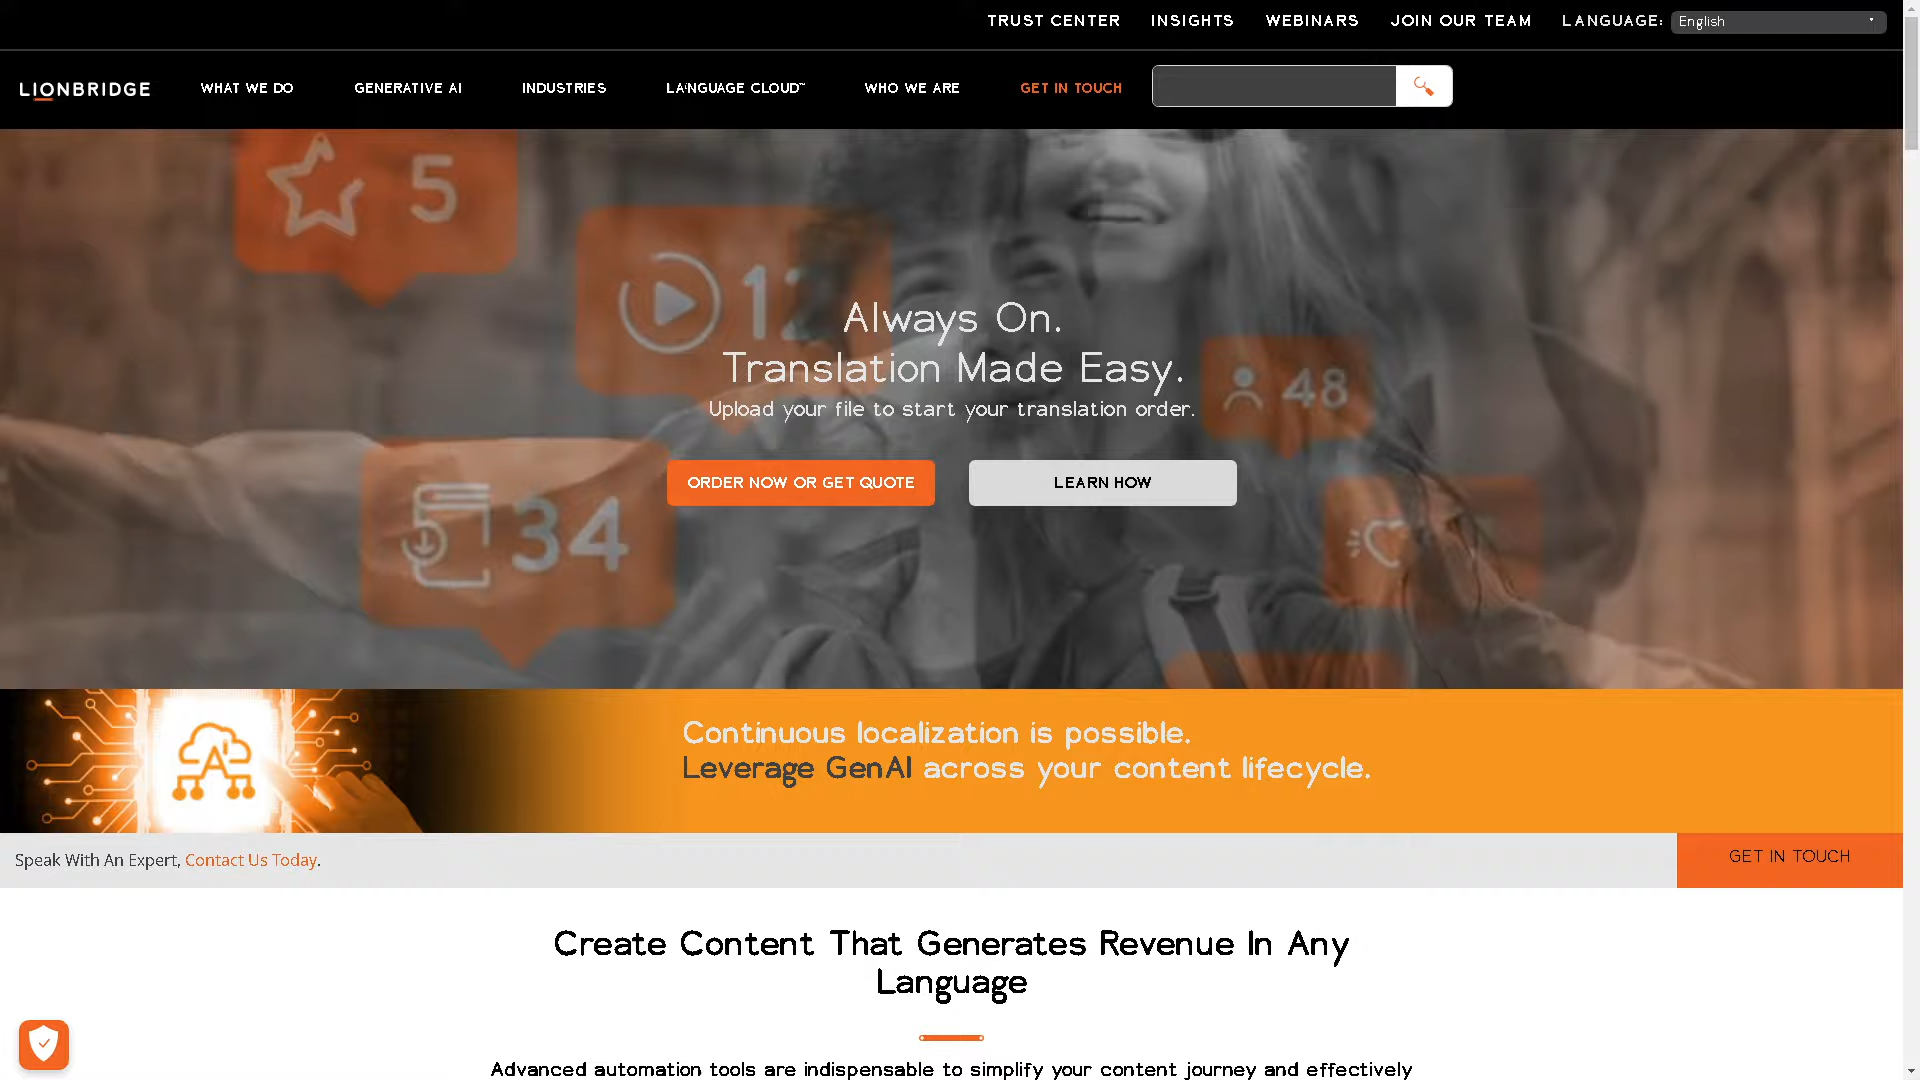 TRUST CENTER INSIGHTS WEBINARS JOIN OUR TEAM LANGUAGE: English
LIONBRIDGE WHAT WE DO GENERATIVE AI INDUSTRIES LANGUAGE CLOUD™ WHO WE ARE GET IN TOUCH
5
12
Always On.
Translation Made Easy.
Upload your file to start your translation order.
48
ORDER NOW OR GET QUOTE LEARN HOW
34
Continuous localization is possible.
Leverage GenAI across your content lifecycle.
Speak With An Expert, Contact Us Today.
GET IN TOUCH
Create Content That Generates Revenue In Any
Language
Advanced automation tools are indispensable to simplify your content journey and effectively